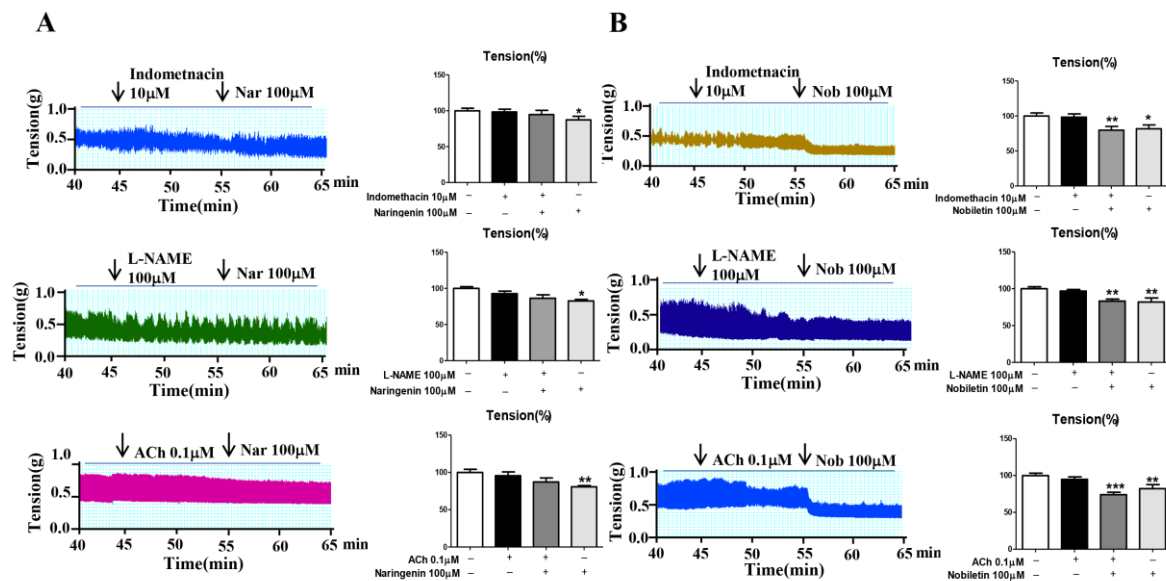 A
Indometnacin
10μM
Nar 100μM
Tension(g)
1.0
0.5
0.0
40 45 50 55 60 65 min
Time(min)
Tension(%)
150
100
50
0
*
Indomethacin 10μM – + + –
Naringenin 100μM – – + +
L-NAME
100μM
Nar 100μM
Tension(g)
1.0
0.5
0.0
40 45 50 55 60 65 min
Time(min)
Tension(%)
150
100
50
0
*
L-NAME 100μM – + + –
Naringenin 100μM – – + +
ACh 0.1μM Nar 100μM
Tension(g)
1.0
0.5
0.0
40 45 50 55 60 65 min
Time(min)
Tension(%)
150
100
50
0
**
ACh 0.1μM – + + –
Naringenin 100μM – – + +
B
Indometnacin
10μM
Nob 100μM
Tension(g)
1.0
0.5
0.0
40 45 50 55 60 65 min
Time(min)
Tension(%)
150
100
50
0
** *
Indomethacin 10μM – + + –
Nobiletin 100μM – – + +
L-NAME
100μM
Nob 100μM
Tension(g)
1.0
0.5
0.0
40 45 50 55 60 65 min
Time(min)
Tension(%)
150
100
50
0
** **
L-NAME 100μM – + + –
Nobiletin 100μM – – + +
ACh 0.1μM Nob 100μM
Tension(g)
1.0
0.5
0.0
40 45 50 55 60 65 min
Time(min)
Tension(%)
150
100
50
0
*** **
ACh 0.1μM – + + –
Nobiletin 100μM – – + +